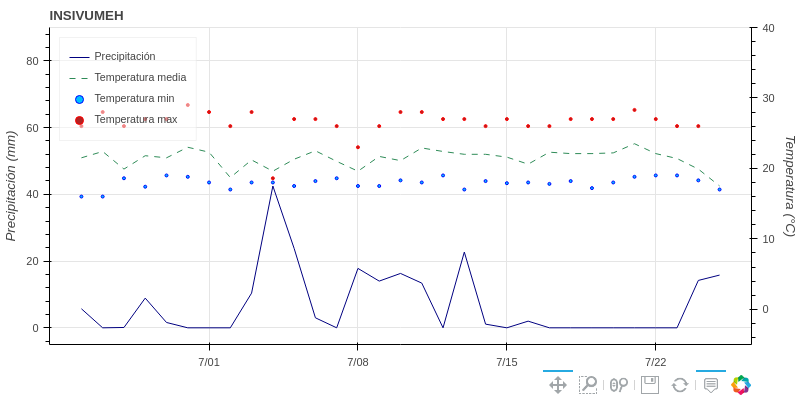 INSIVUMEH
Precipitación
Temperatura media
Temperatura min
Temperatura max
Precipitación (mm)
80
60
40
20
0
Temperatura (°C)
40
30
20
10
0
7/01
7/08
7/15
7/22